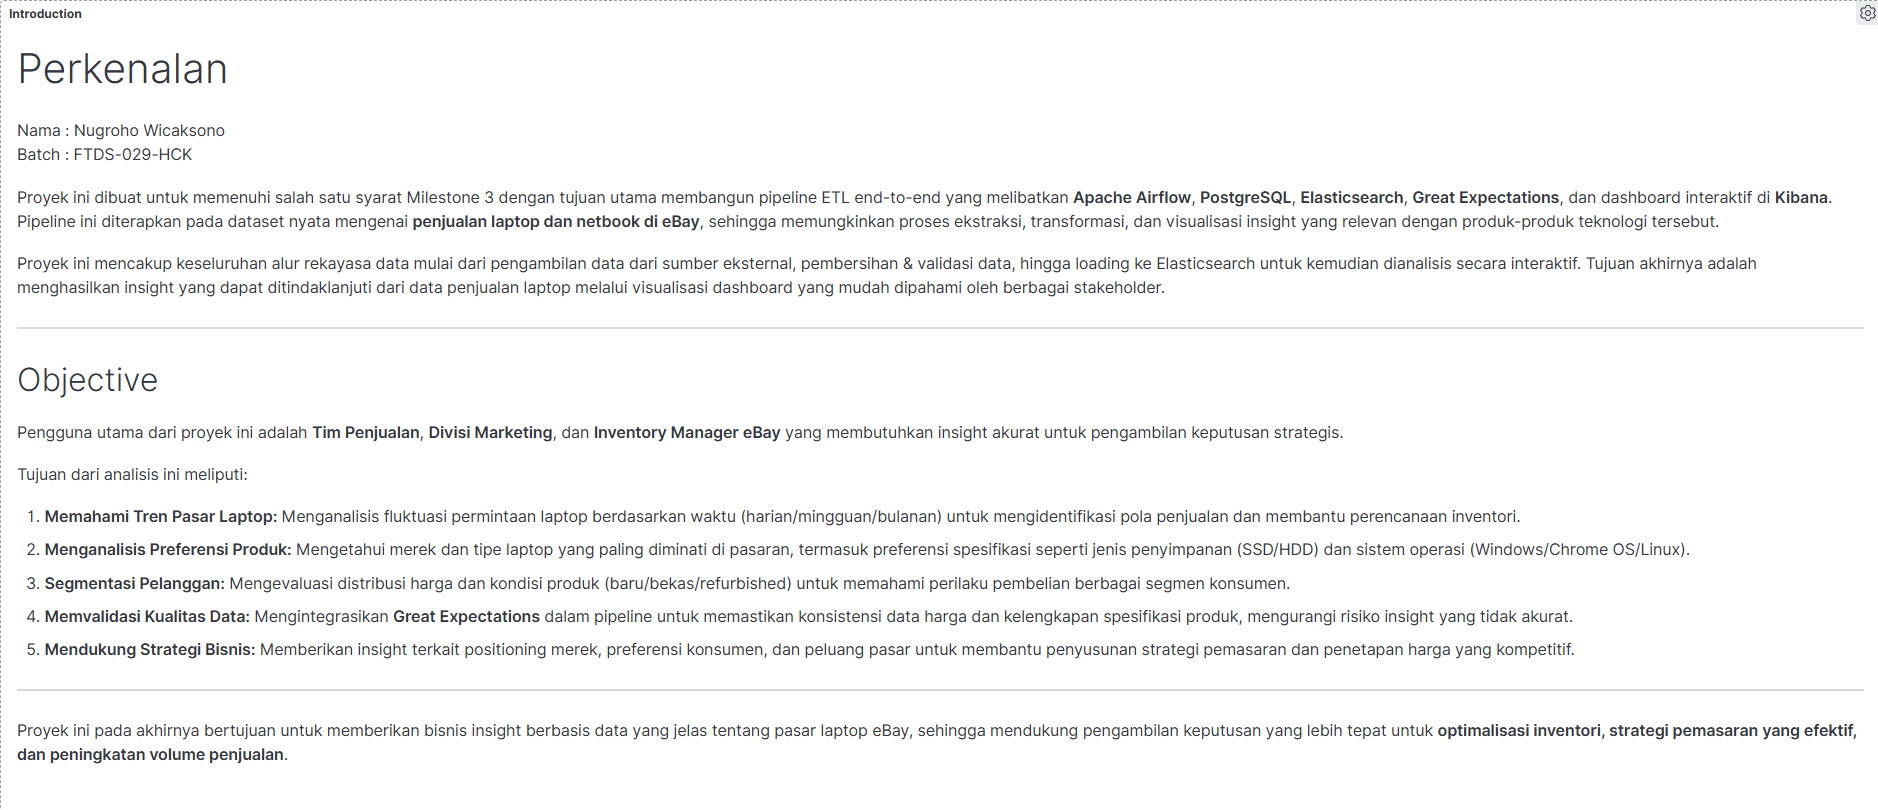 Introduction
Perkenalan
Nama : Nugroho Wicaksono
Batch : FTDS-029-HCK
Proyek ini dibuat untuk memenuhi salah satu syarat Milestone 3 dengan tujuan utama membangun pipeline ETL end-to-end yang melibatkan Apache Airflow, PostgreSQL, Elasticsearch, Great Expectations, dan dashboard interaktif di Kibana.
Pipeline ini diterapkan pada dataset nyata mengenai penjualan laptop dan netbook di eBay, sehingga memungkinkan proses ekstraksi, transformasi, dan visualisasi insight yang relevan dengan produk-produk teknologi tersebut.
Proyek ini mencakup keseluruhan alur rekayasa data mulai dari pengambilan data dari sumber eksternal, pembersihan & validasi data, hingga loading ke Elasticsearch untuk kemudian dianalisis secara interaktif. Tujuan akhirnya adalah
menghasilkan insight yang dapat ditindaklanjuti dari data penjualan laptop melalui visualisasi dashboard yang mudah dipahami oleh berbagai stakeholder.
Objective
Pengguna utama dari proyek ini adalah Tim Penjualan, Divisi Marketing, dan Inventory Manager eBay yang membutuhkan insight akurat untuk pengambilan keputusan strategis.
Tujuan dari analisis ini meliputi:
1. Memahami Tren Pasar Laptop: Menganalisis fluktuasi permintaan laptop berdasarkan waktu (harian/mingguan/bulanan) untuk mengidentifikasi pola penjualan dan membantu perencanaan inventori.
2. Menganalisis Preferensi Produk: Mengetahui merek dan tipe laptop yang paling diminati di pasaran, termasuk preferensi spesifikasi seperti jenis penyimpanan (SSD/HDD) dan sistem operasi (Windows/Chrome OS/Linux).
3. Segmentasi Pelanggan: Mengevaluasi distribusi harga dan kondisi produk (baru/bekas/refurbished) untuk memahami perilaku pembelian berbagai segmen konsumen.
4. Memvalidasi Kualitas Data: Mengintegrasikan Great Expectations dalam pipeline untuk memastikan konsistensi data harga dan kelengkapan spesifikasi produk, mengurangi risiko insight yang tidak akurat.
5. Mendukung Strategi Bisnis: Memberikan insight terkait positioning merek, preferensi konsumen, dan peluang pasar untuk membantu penyusunan strategi pemasaran dan penetapan harga yang kompetitif.
Proyek ini pada akhirnya bertujuan untuk memberikan bisnis insight berbasis data yang jelas tentang pasar laptop eBay, sehingga mendukung pengambilan keputusan yang lebih tepat untuk optimalisasi inventori, strategi pemasaran yang efektif,
dan peningkatan volume penjualan.